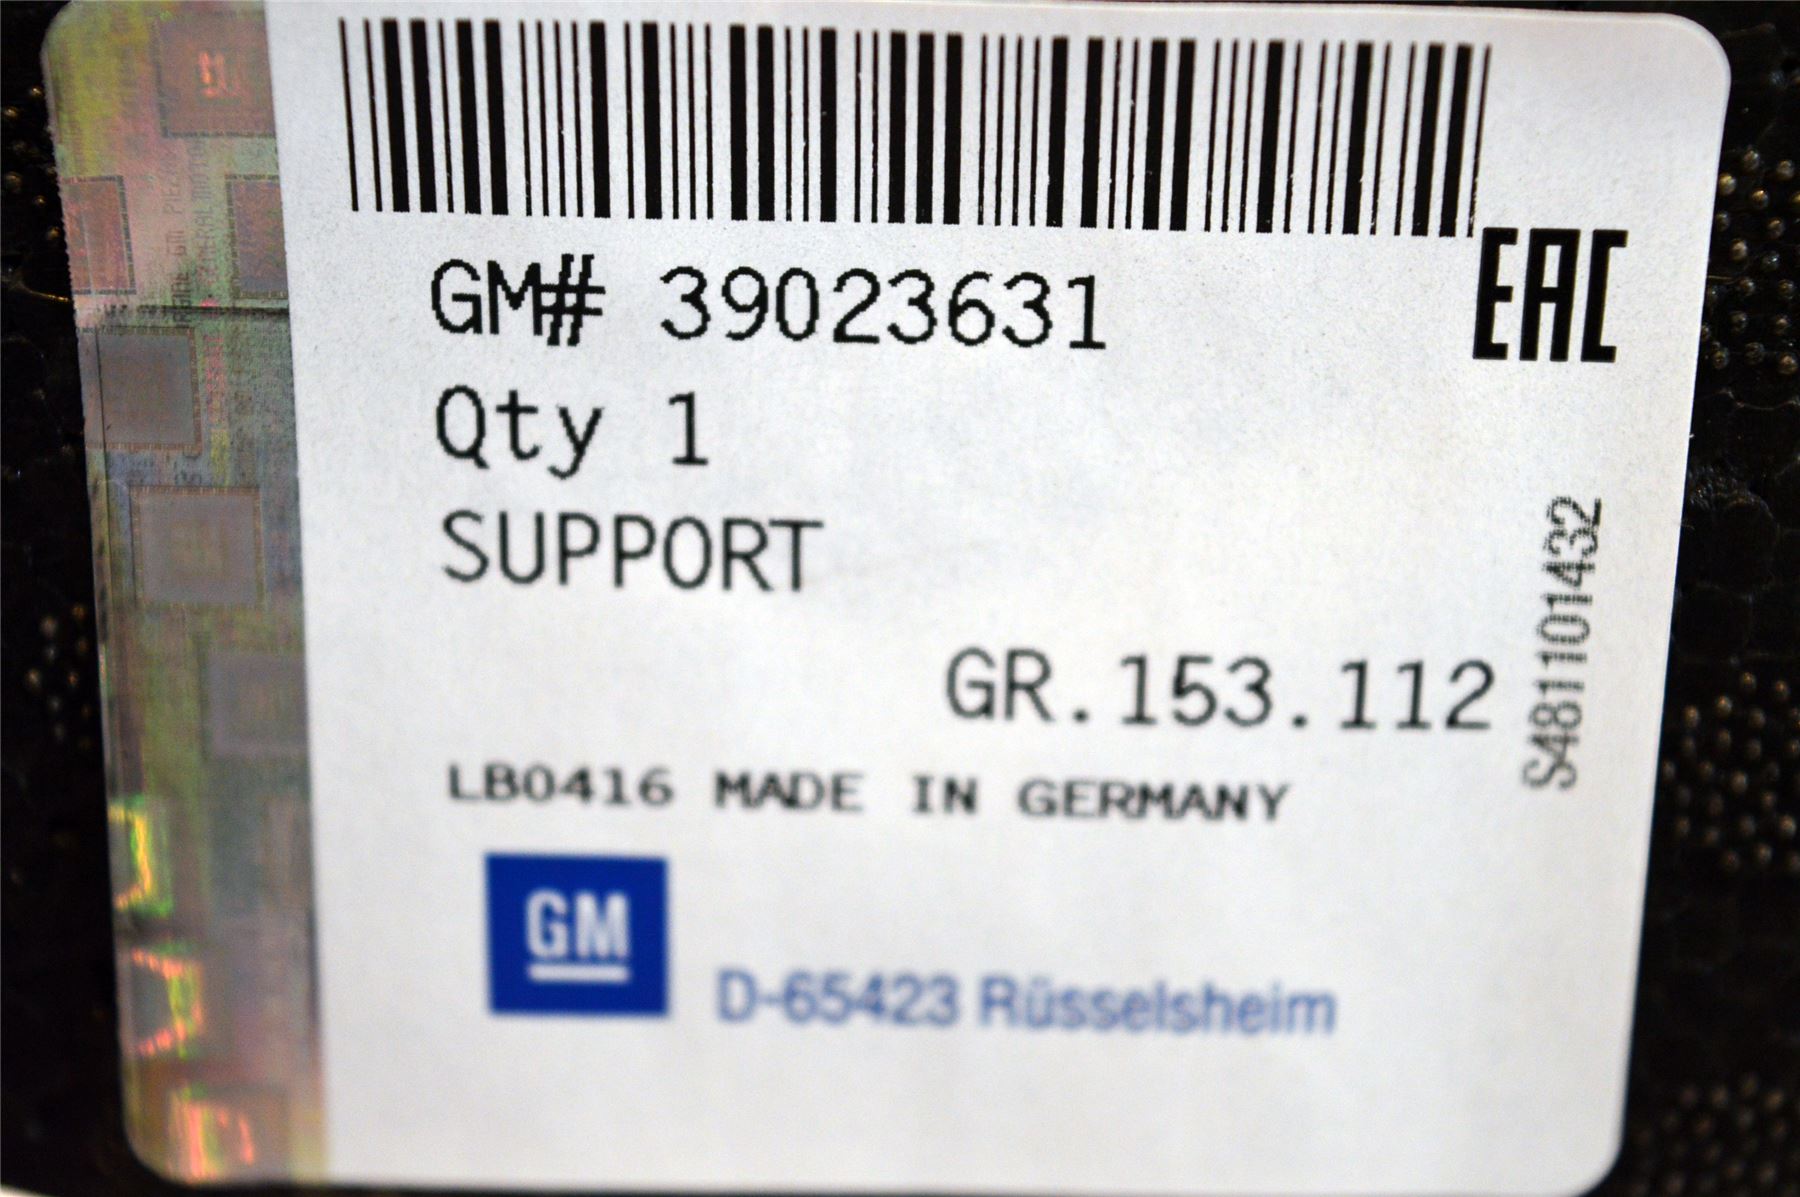 GM# 39023631
EAC
Qty 1
SUPPORT
GR.153.112
S481101432
LB0416 MADE IN GERMANY
GM
D-65423 Rüsselsheim